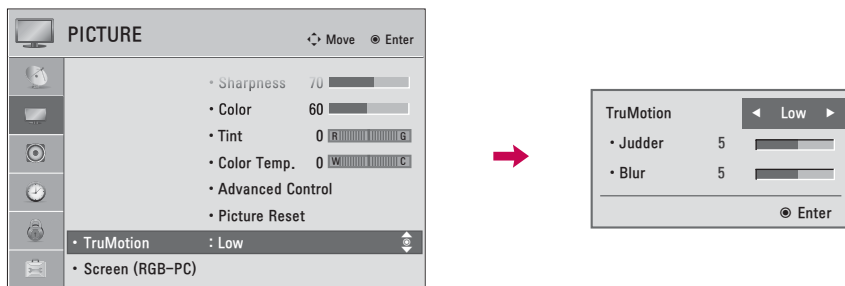 PICTURE
Move Enter
• Sharpness 70
• Color 60
• Tint 0 R G
• Color Temp. 0 W C
• Advanced Control
• Picture Reset
• TruMotion : Low
• Screen (RGB-PC)
TruMotion ◄ Low ►
• Judder 5
• Blur 5
Enter